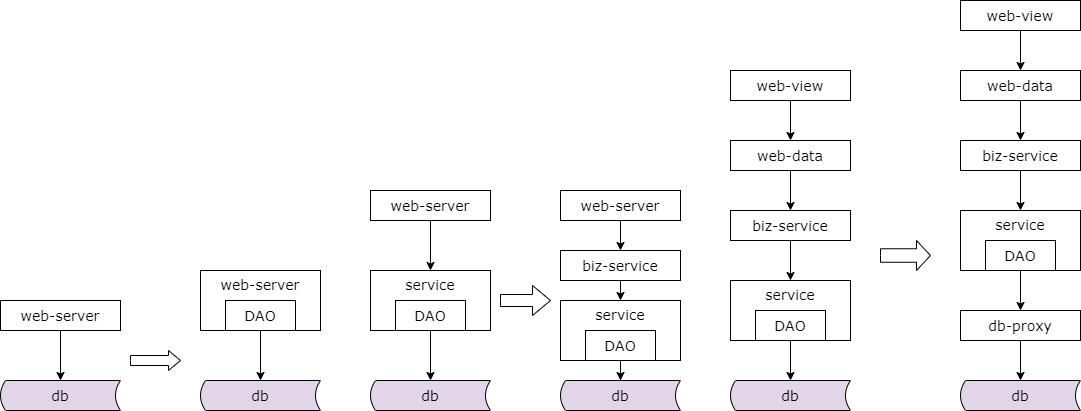 web-server
db
web-server
DAO
db
web-server
service
DAO
db
web-server
biz-service
service
DAO
db
web-view
web-data
biz-service
service
DAO
db
web-view
web-data
biz-service
service
DAO
db-proxy
db